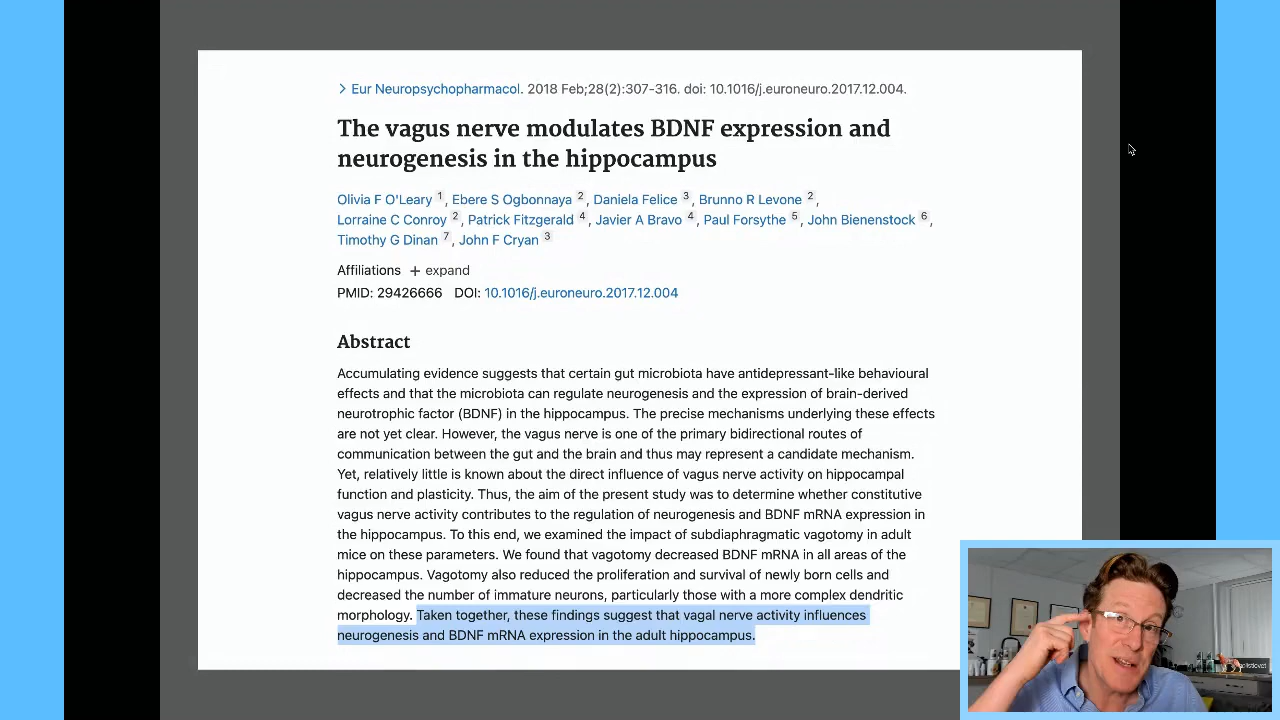 Eur Neuropsychopharmacol. 2018 Feb;28(2):307-316. doi: 10.1016/j.euroneuro.2017.12.004.
The vagus nerve modulates BDNF expression and
neurogenesis in the hippocampus
Olivia F O'Leary 1, Ebere S Ogbonnaya 2, Daniela Felice 3, Brunno R Levone 2,
Lorraine C Conroy 2, Patrick Fitzgerald 4, Javier A Bravo 4, Paul Forsythe 5, John Bienenstock 6,
Timothy G Dinan 7, John F Cryan 3
Affiliations + expand
PMID: 29426666 DOI: 10.1016/j.euroneuro.2017.12.004
Abstract
Accumulating evidence suggests that certain gut microbiota have antidepressant-like behavioural
effects and that the microbiota can regulate neurogenesis and the expression of brain-derived
neurotrophic factor (BDNF) in the hippocampus. The precise mechanisms underlying these effects
are not yet clear. However, the vagus nerve is one of the primary bidirectional routes of
communication between the gut and the brain and thus may represent a candidate mechanism.
Yet, relatively little is known about the direct influence of vagus nerve activity on hippocampal
function and plasticity. Thus, the aim of the present study was to determine whether constitutive
vagus nerve activity contributes to the regulation of neurogenesis and BDNF mRNA expression in
the hippocampus. To this end, we examined the impact of subdiaphragmatic vagotomy in adult
mice on these parameters. We found that vagotomy decreased BDNF mRNA in all areas of the
hippocampus. Vagotomy also reduced the proliferation and survival of newly born cells and
decreased the number of immature neurons, particularly those with a more complex dendritic
morphology. Taken together, these findings suggest that vagal nerve activity influences
neurogenesis and BDNF mRNA expression in the adult hippocampus.